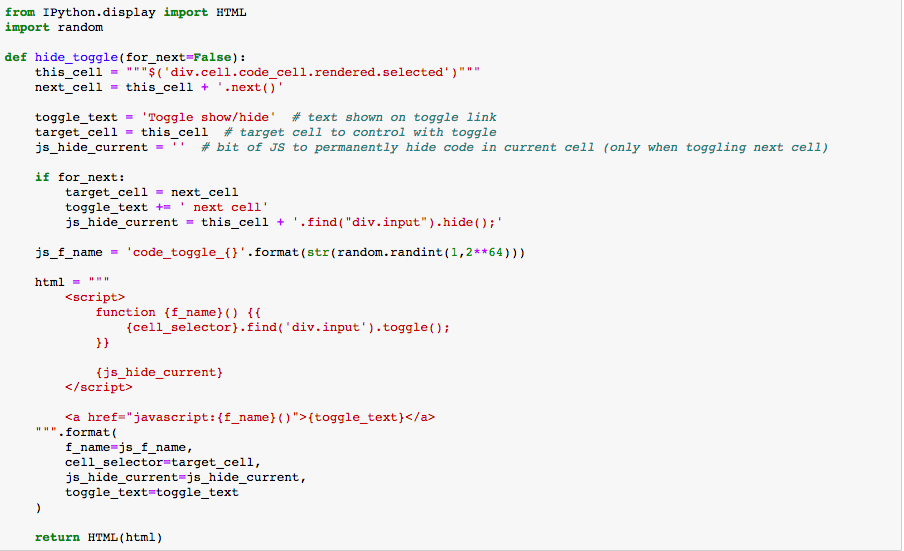 from IPython.display import HTML
import random

def hide_toggle(for_next=False):
    this_cell = """$('div.cell.code_cell.rendered.selected')"""
    next_cell = this_cell + '.next()'

    toggle_text = 'Toggle show/hide'  # text shown on toggle link
    target_cell = this_cell  # target cell to control with toggle
    js_hide_current = ''  # bit of JS to permanently hide code in current cell (only when toggling next cell)

    if for_next:
        target_cell = next_cell
        toggle_text += ' next cell'
        js_hide_current = this_cell + '.find("div.input").hide();'

    js_f_name = 'code_toggle_{}'.format(str(random.randint(1,2**64)))

    html = """
        <script>
            function {f_name}() {{
                {cell_selector}.find('div.input').toggle();
            }}

            {js_hide_current}
        </script>

        <a href="javascript:{f_name}()">{toggle_text}</a>
    """.format(
        f_name=js_f_name,
        cell_selector=target_cell,
        js_hide_current=js_hide_current,
        toggle_text=toggle_text
    )

    return HTML(html)